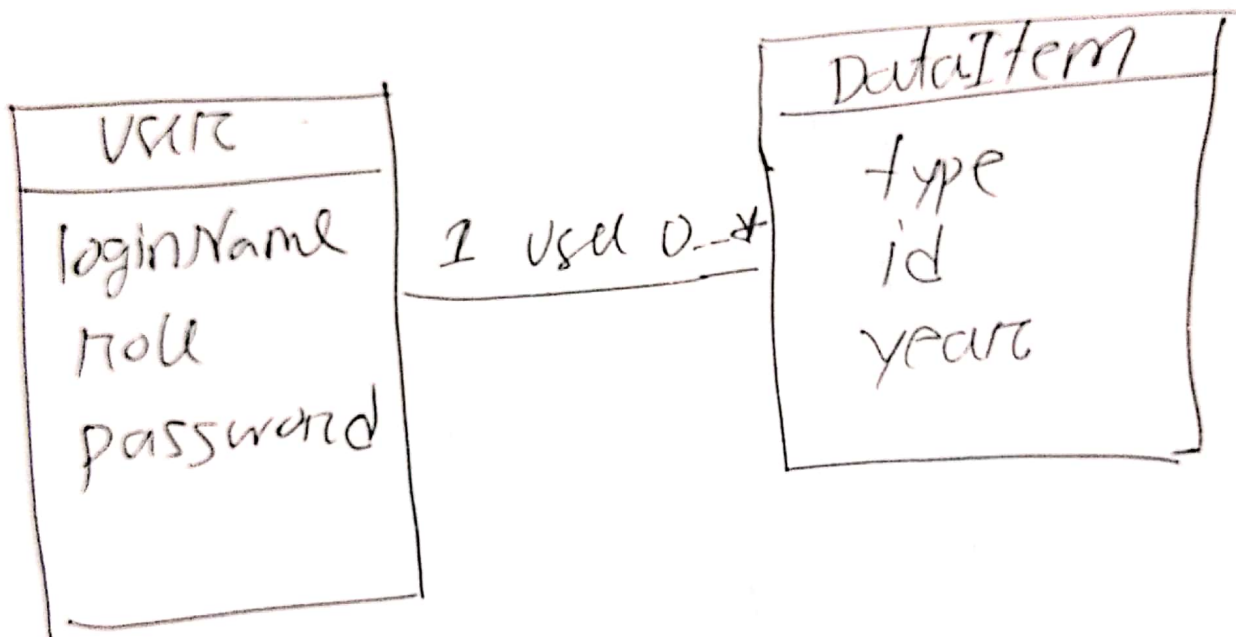 User
loginName
role
password
1 uses 0..*
DataItem
type
id
year